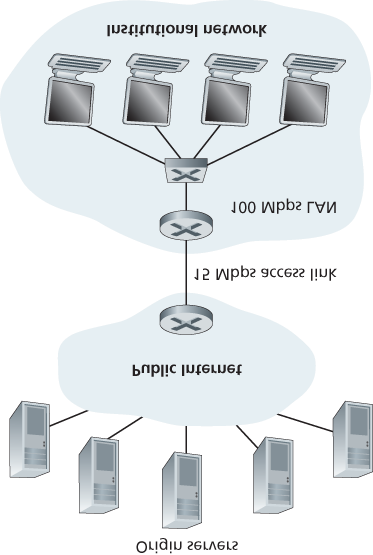 Institutional network
100 Mbps LAN
15 Mbps access link
Public Internet
Origin servers